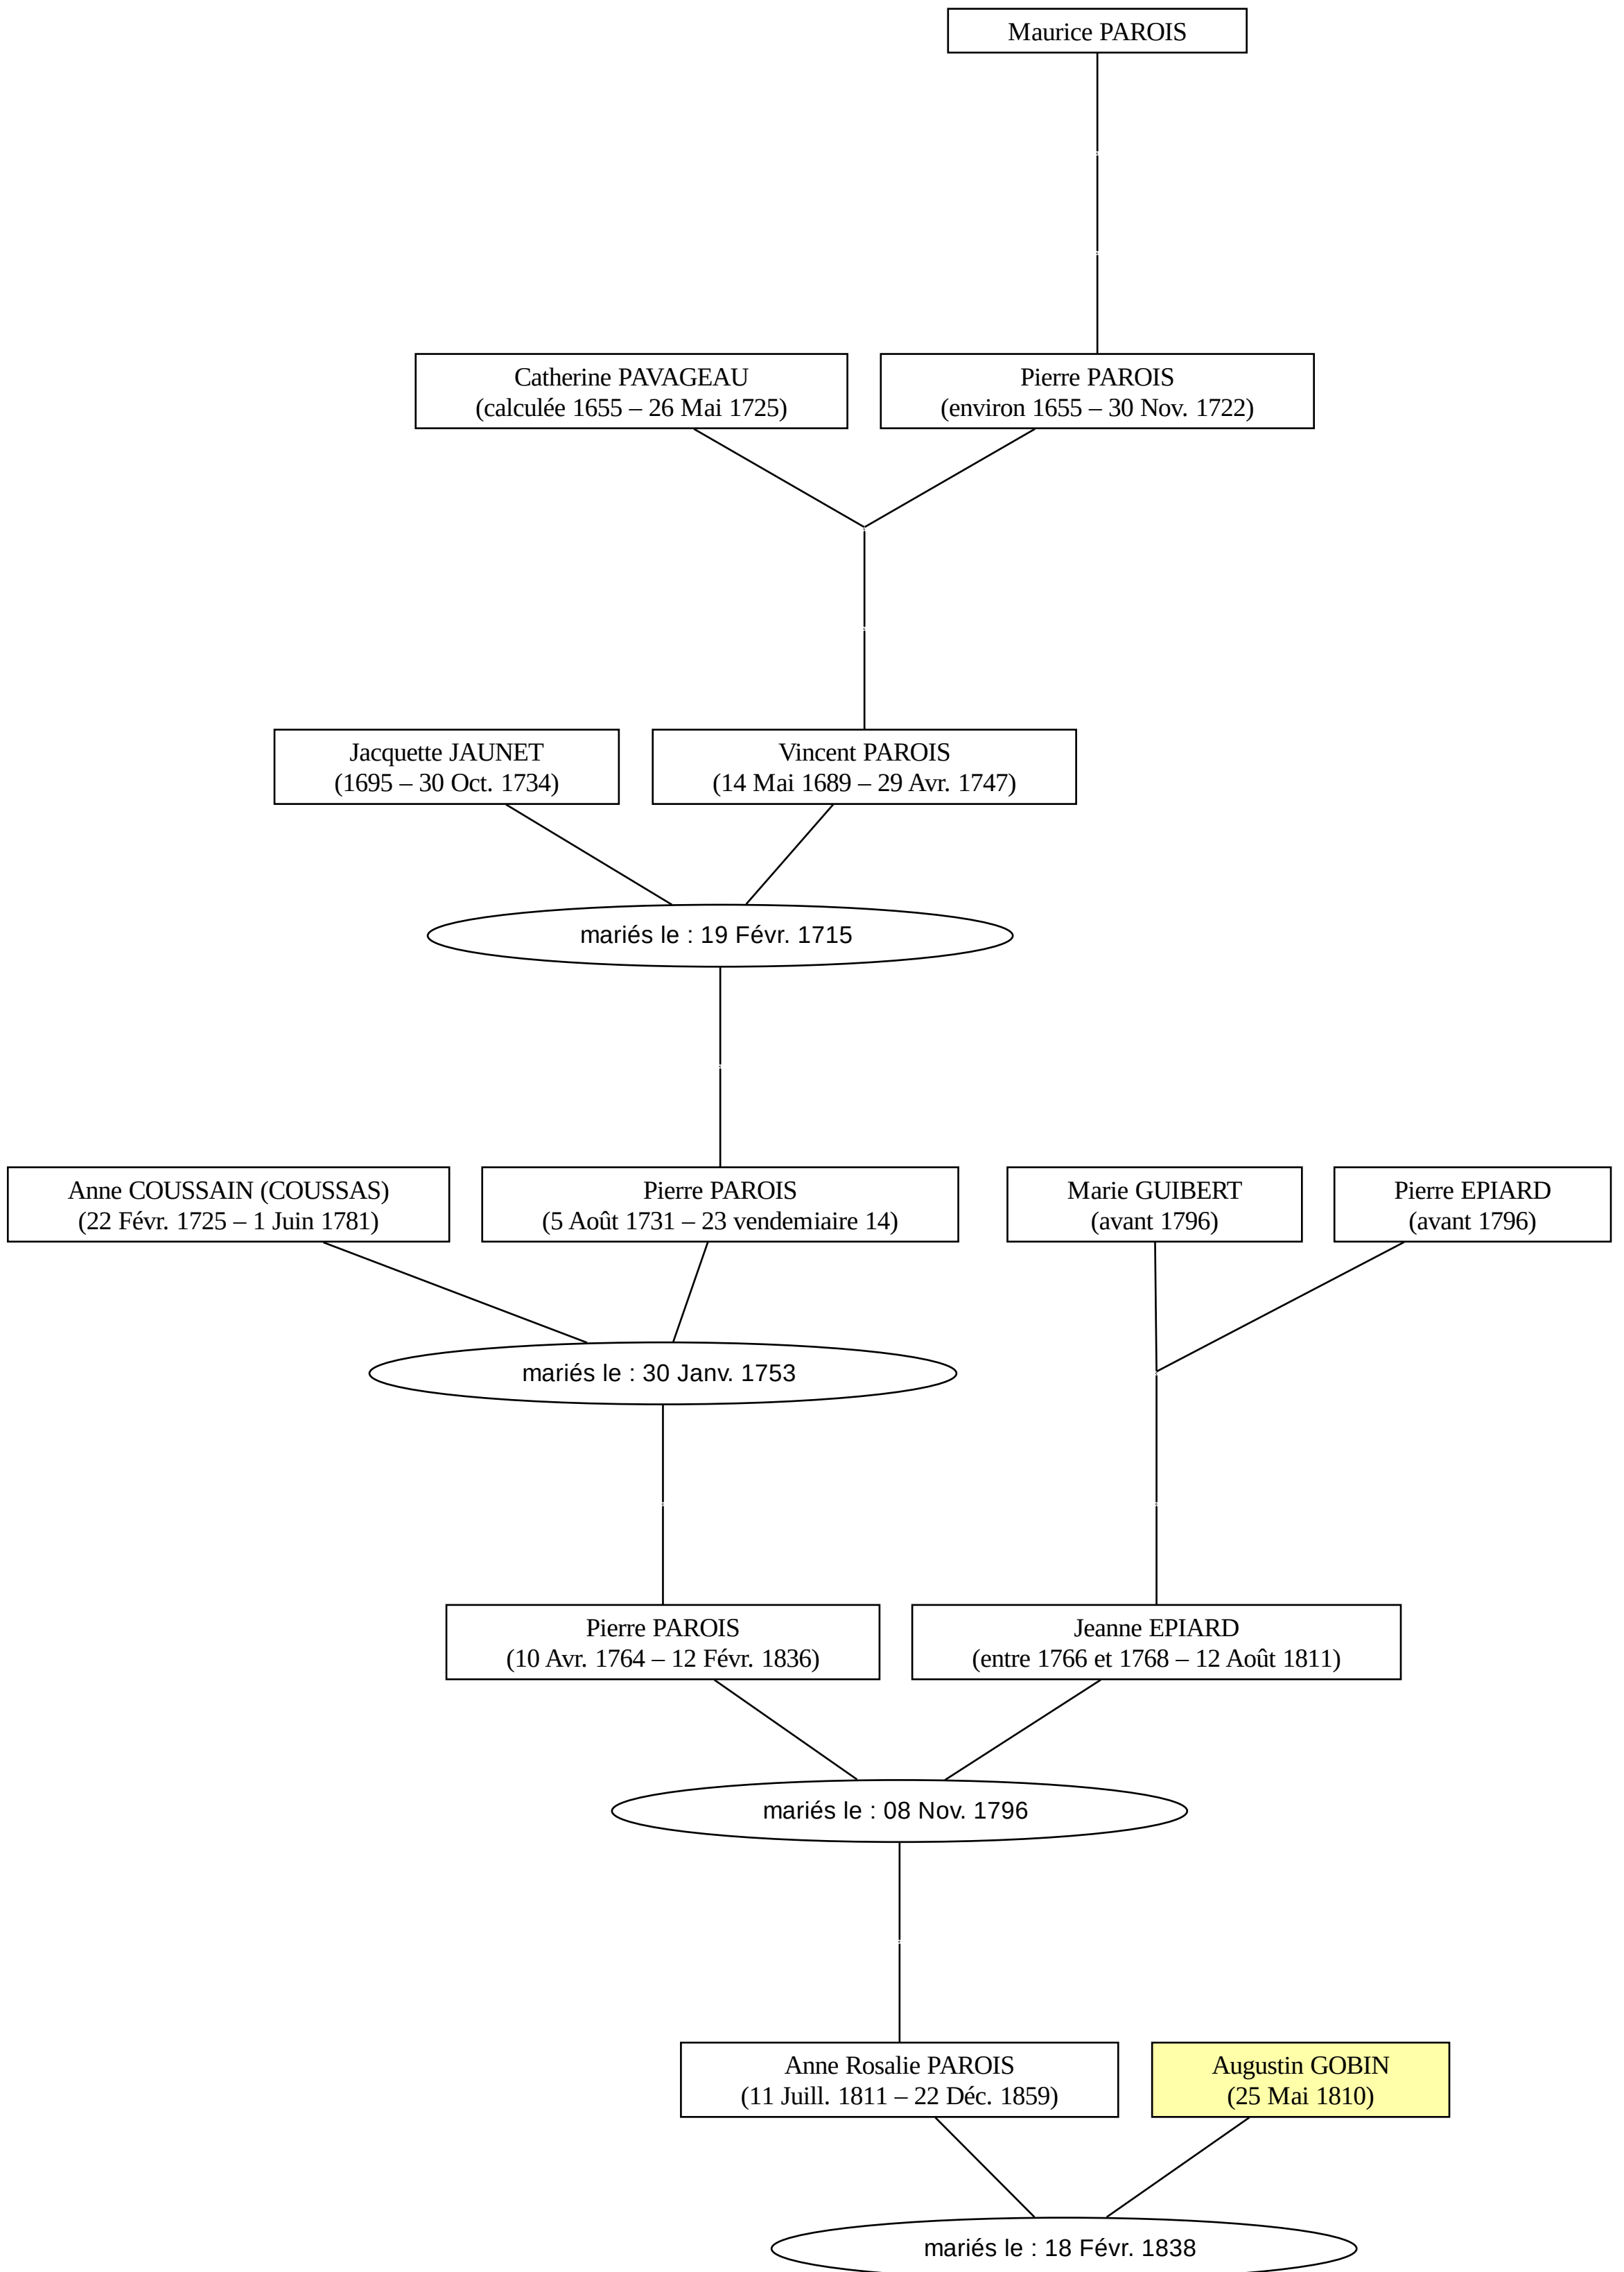 Maurice PAROIS
Catherine PAVAGEAU
(calculée 1655 – 26 Mai 1725)
Pierre PAROIS
(environ 1655 – 30 Nov. 1722)
Jacquette JAUNET
(1695 – 30 Oct. 1734)
Vincent PAROIS
(14 Mai 1689 – 29 Avr. 1747)
mariés le : 19 Févr. 1715
Anne COUSSAIN (COUSSAS)
(22 Févr. 1725 – 1 Juin 1781)
Pierre PAROIS
(5 Août 1731 – 23 vendemiaire 14)
Marie GUIBERT
(avant 1796)
Pierre EPIARD
(avant 1796)
mariés le : 30 Janv. 1753
Pierre PAROIS
(10 Avr. 1764 – 12 Févr. 1836)
Jeanne EPIARD
(entre 1766 et 1768 – 12 Août 1811)
mariés le : 08 Nov. 1796
Anne Rosalie PAROIS
(11 Juill. 1811 – 22 Déc. 1859)
Augustin GOBIN
(25 Mai 1810)
mariés le : 18 Févr. 1838